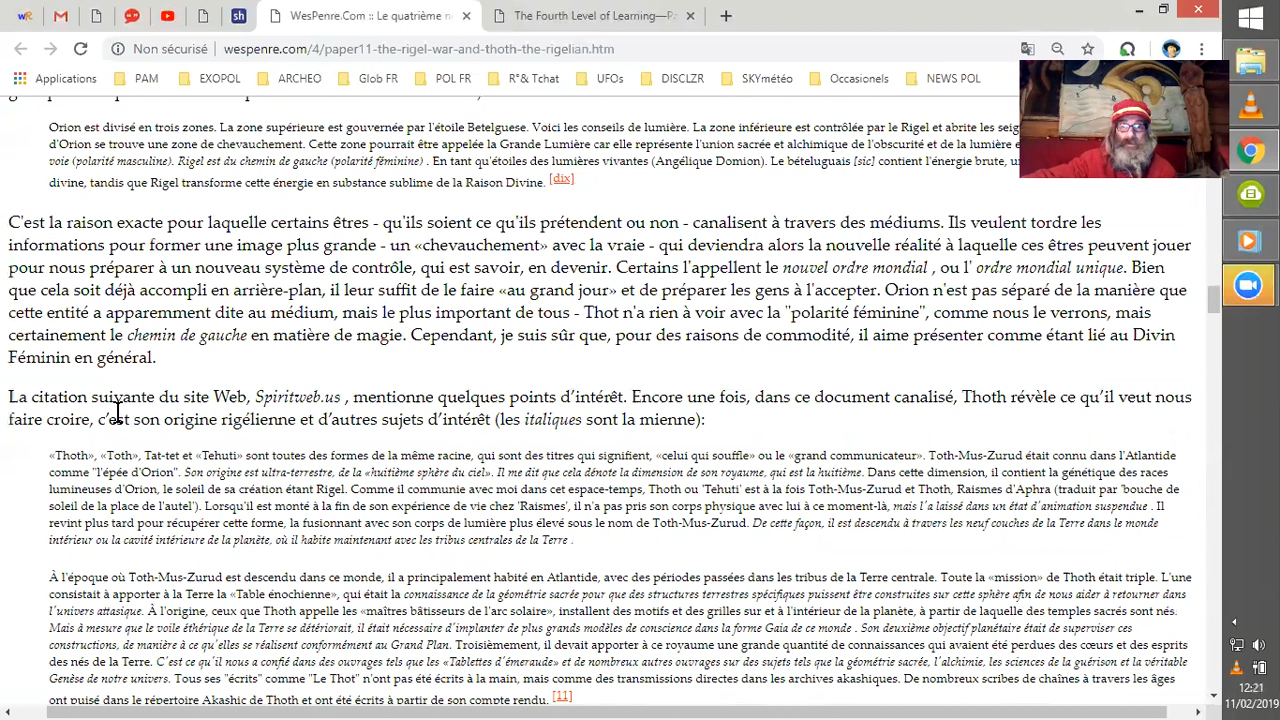 WesPenre.Com :: Le quatrième n
The Fourth Level of Learning—Pa
Non sécurisé
wespenre.com/4/paper11-the-rigel-war-and-thoth-the-rigelian.htm
Applications
PAM
EXOPOL
ARCHEO
Glob FR
POL FR
R°& Tchat
UFOs
DISCLZR
SKYmétéo
Occasionels
NEWS POL
Orion est divisé en trois zones. La zone supérieure est gouvernée par l'étoile Betelguese. Voici les conseils de lumière. La zone inférieure est contrôlée par le Rigel et abrite les seig
d'Orion se trouve une zone de chevauchement. Cette zone pourrait être appelée la Grande Lumière car elle représente l'union sacrée et alchimique de l'obscurité et de la lumière e
voie (polarité masculine). Rigel est du chemin de gauche (polarité féminine) . En tant qu'étoiles des lumières vivantes (Angélique Domion). Le bételuguais [sic] contient l'énergie brute,
divine, tandis que Rigel transforme cette énergie en substance sublime de la Raison Divine. [dix]
C'est la raison exacte pour laquelle certains êtres - qu'ils soient ce qu'ils prétendent ou non - canalisent à travers des médiums. Ils veulent tordre les
informations pour former une image plus grande - un «chevauchement» avec la vraie - qui deviendra alors la nouvelle réalité à laquelle ces êtres peuvent jouer
pour nous préparer à un nouveau système de contrôle, qui est savoir, en devenir. Certains l'appellent le nouvel ordre mondial , ou l' ordre mondial unique. Bien
que cela soit déjà accompli en arrière-plan, il leur suffit de le faire «au grand jour» et de préparer les gens à l'accepter. Orion n'est pas séparé de la manière que
cette entité a apparemment dite au médium, mais le plus important de tous - Thot n'a rien à voir avec la "polarité féminine", comme nous le verrons, mais
certainement le chemin de gauche en matière de magie. Cependant, je suis sûr que, pour des raisons de commodité, il aime présenter comme étant lié au Divin
Féminin en général.
La citation suivante du site Web, Spiritweb.us , mentionne quelques points d’intérêt. Encore une fois, dans ce document canalisé, Thoth révèle ce qu’il veut nous
faire croire, c’est son origine rigélienne et d’autres sujets d’intérêt (les italiques sont la mienne):
«Thoth», «Toth», Tat-tet et «Tehuti» sont toutes des formes de la même racine, qui sont des titres qui signifient, «celui qui souffle» ou le «grand communicateur». Toth-Mus-Zurud était connu dans l'Atlantide
comme "l'épée d'Orion". Son origine est ultra-terrestre, de la «huitième sphère du ciel». Il me dit que cela dénote la dimension de son royaume, qui est la huitième. Dans cette dimension, il contient la génétique des races
lumineuses d'Orion, le soleil de sa création étant Rigel. Comme il communie avec moi dans cet espace-temps, Thoth ou 'Tehuti' est à la fois Toth-Mus-Zurud et Thoth, Raismes d'Aphra (traduit par 'bouche de
soleil de la place de l'autel'). Lorsqu'il est monté à la fin de son expérience de vie chez 'Raismes', il n'a pas pris son corps physique avec lui à ce moment-là, mais l'a laissé dans un état d'animation suspendue . Il
revint plus tard pour récupérer cette forme, la fusionnant avec son corps de lumière plus élevé sous le nom de Toth-Mus-Zurud. De cette façon, il est descendu à travers les neuf couches de la Terre dans le monde
intérieur ou la cavité intérieure de la planète, où il habite maintenant avec les tribus centrales de la Terre .
À l'époque où Toth-Mus-Zurud est descendu dans ce monde, il a principalement habité en Atlantide, avec des périodes passées dans les tribus de la Terre centrale. Toute la «mission» de Thoth était triple. L'une
consistait à apporter à la Terre la «Table énochienne», qui était la connaissance de la géométrie sacrée pour que des structures terrestres spécifiques puissent être construites sur cette sphère afin de nous aider à retourner dans
l'univers attasique. À l'origine, ceux que Thoth appelle les «maîtres bâtisseurs de l'arc solaire», installent des motifs et des grilles sur et à l'intérieur de la planète, à partir de laquelle des temples sacrés sont nés.
Mais à mesure que le voile éthérique de la Terre se détériorait, il était nécessaire d'implanter de plus grands modèles de conscience dans la forme Gaia de ce monde . Son deuxième objectif planétaire était de superviser ces
constructions, de manière à ce qu'elles se réalisent conformément au Grand Plan. Troisièmement, il devait apporter à ce royaume une grande quantité de connaissances qui avaient été perdues des cœurs et des esprits
des nés de la Terre. C'est ce qu'il nous a confié dans des ouvrages tels que les «Tablettes d'émeraude» et de nombreux autres ouvrages sur des sujets tels que la géométrie sacrée, l'alchimie, les sciences de la guérison et la véritable
Genèse de notre univers. Tous ses "écrits" comme "Le Thot" n'ont pas été écrits à la main, mais comme des transmissions directes dans les archives akashiques. De nombreux scribes de chaînes à travers les âges
ont puisé dans le répertoire Akashic de Thoth et ont été écrits à partir de son compte rendu. [11]
12:21
11/02/2019